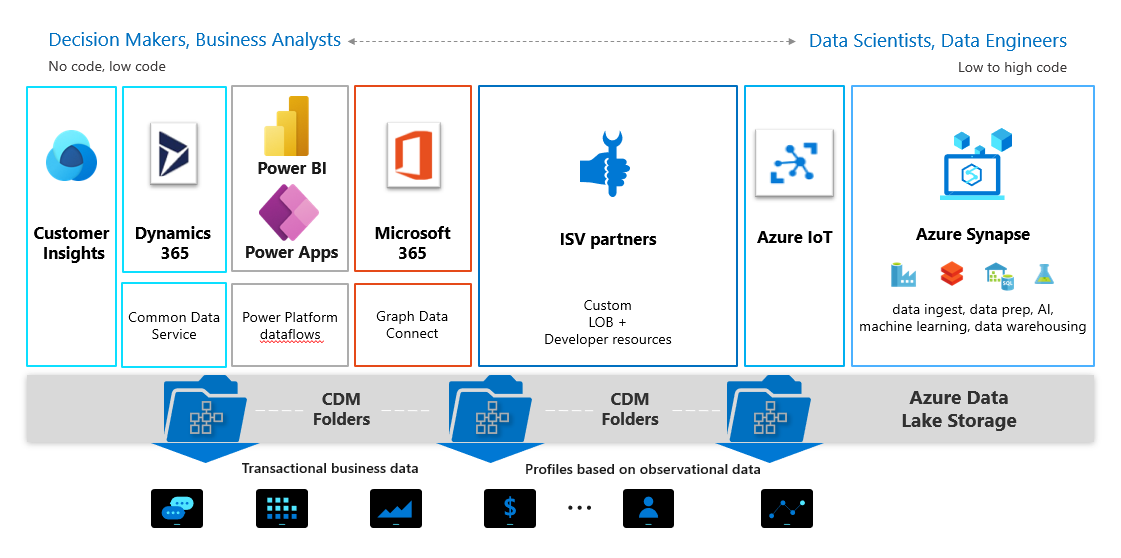 Decision Makers, Business Analysts
Data Scientists, Data Engineers
No code, low code
Low to high code
Customer
Insights
Dynamics
365
Common Data
Service
Power BI
Power Apps
Power Platform
dataflows
Microsoft
365
Graph Data
Connect
ISV partners
Custom
LOB +
Developer resources
Azure IoT
Azure Synapse
SQL
data ingest, data prep, AI,
machine learning, data warehousing
CDM
Folders
CDM
Folders
Azure Data
Lake Storage
Transactional business data
Profiles based on observational data
$
...